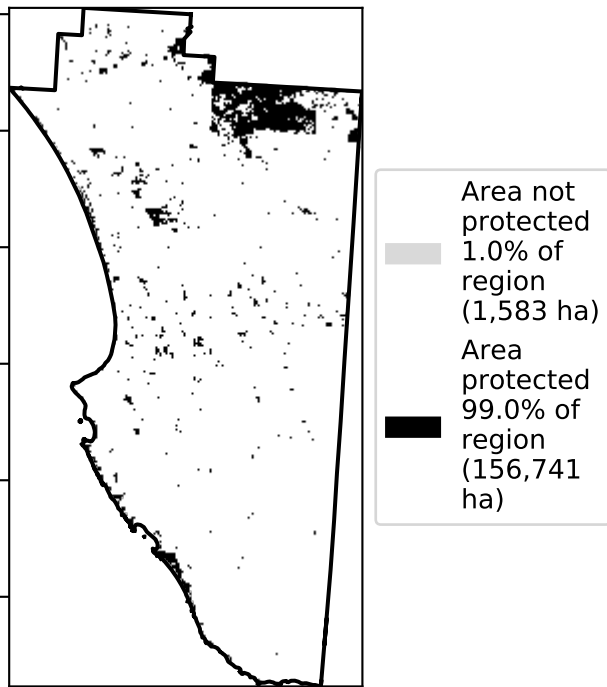 Area not
protected
1.0% of
region
(1,583 ha)
Area
protected
99.0% of
region
(156,741
ha)